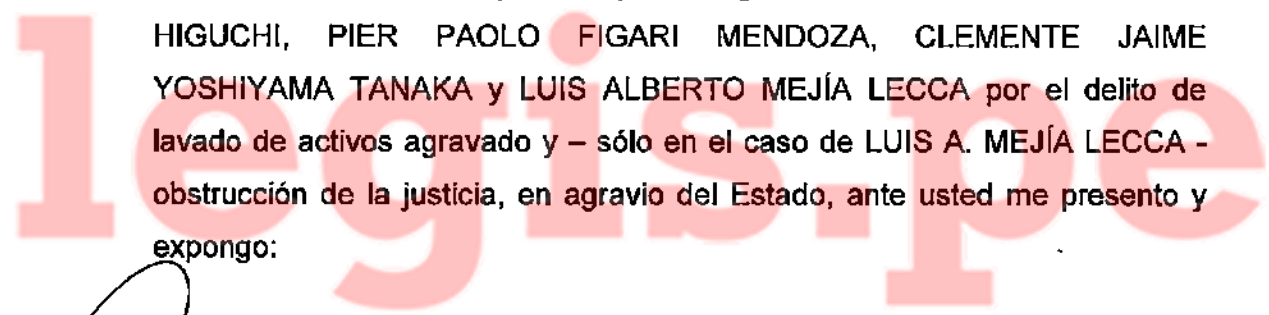 HIGUCHI, PIER PAOLO FIGARI MENDOZA, CLEMENTE JAIME
YOSHIYAMA TANAKA y LUIS ALBERTO MEJÍA LECCA por el delito de
lavado de activos agravado y – sólo en el caso de LUIS A. MEJÍA LECCA -
obstrucción de la justicia, en agravio del Estado, ante usted me presento y
expongo:
legis.pe